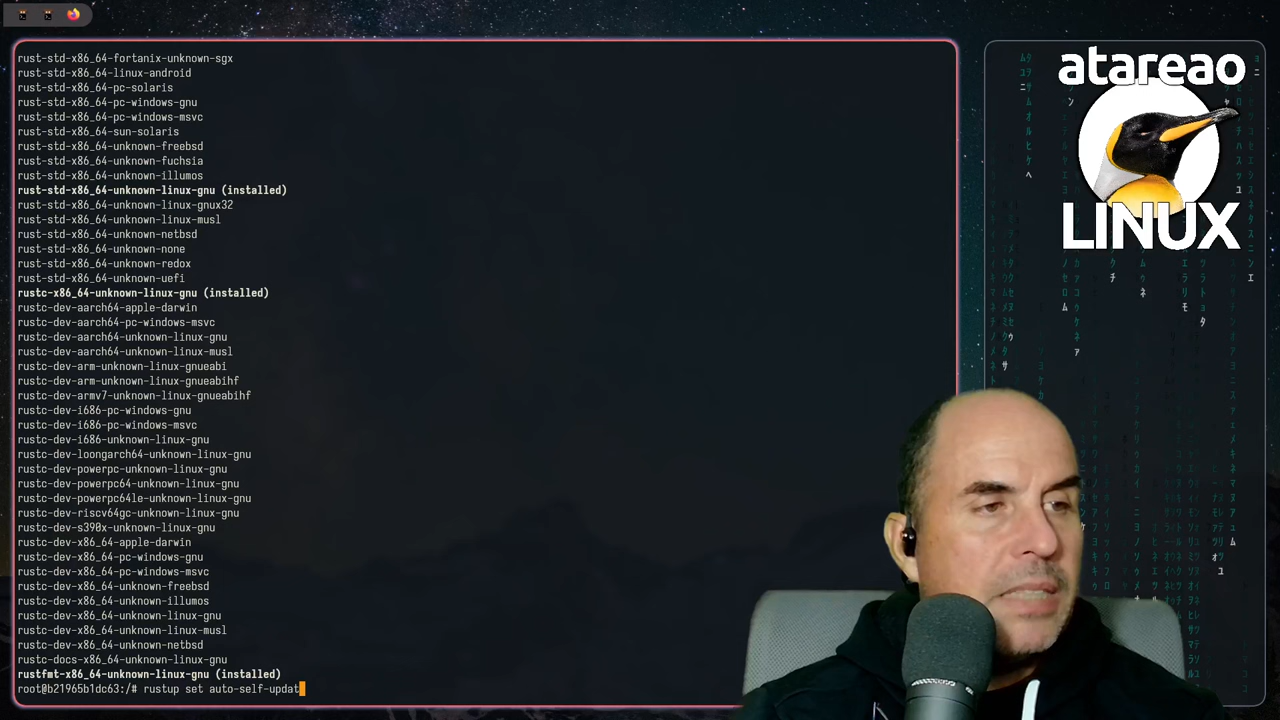 rust-std-x86_64-fortanix-unknown-sgx
rust-std-x86_64-linux-android
rust-std-x86_64-pc-solaris
rust-std-x86_64-pc-windows-gnu
rust-std-x86_64-pc-windows-msvc
rust-std-x86_64-sun-solaris
rust-std-x86_64-unknown-freebsd
rust-std-x86_64-unknown-fuchsia
rust-std-x86_64-unknown-illumos
rust-std-x86_64-unknown-linux-gnu (installed)
rust-std-x86_64-unknown-linux-gnux32
rust-std-x86_64-unknown-linux-musl
rust-std-x86_64-unknown-netbsd
rust-std-x86_64-unknown-none
rust-std-x86_64-unknown-redox
rust-std-x86_64-unknown-uefi
rustc-x86_64-unknown-linux-gnu (installed)
rustc-dev-aarch64-apple-darwin
rustc-dev-aarch64-pc-windows-msvc
rustc-dev-aarch64-unknown-linux-gnu
rustc-dev-aarch64-unknown-linux-musl
rustc-dev-arm-unknown-linux-gnueabi
rustc-dev-arm-unknown-linux-gnueabihf
rustc-dev-armv7-unknown-linux-gnueabihf
rustc-dev-i686-pc-windows-gnu
rustc-dev-i686-pc-windows-msvc
rustc-dev-i686-unknown-linux-gnu
rustc-dev-loongarch64-unknown-linux-gnu
rustc-dev-powerpc-unknown-linux-gnu
rustc-dev-powerpc64-unknown-linux-gnu
rustc-dev-powerpc64le-unknown-linux-gnu
rustc-dev-riscv64gc-unknown-linux-gnu
rustc-dev-s390x-unknown-linux-gnu
rustc-dev-x86_64-apple-darwin
rustc-dev-x86_64-pc-windows-gnu
rustc-dev-x86_64-pc-windows-msvc
rustc-dev-x86_64-unknown-freebsd
rustc-dev-x86_64-unknown-illumos
rustc-dev-x86_64-unknown-linux-gnu
rustc-dev-x86_64-unknown-linux-musl
rustc-dev-x86_64-unknown-netbsd
rustc-docs-x86_64-unknown-linux-gnu
rustfmt-x86_64-unknown-linux-gnu (installed)
root@b21965b1dc63:/# rustup set auto-self-updat
atareao
LINUX